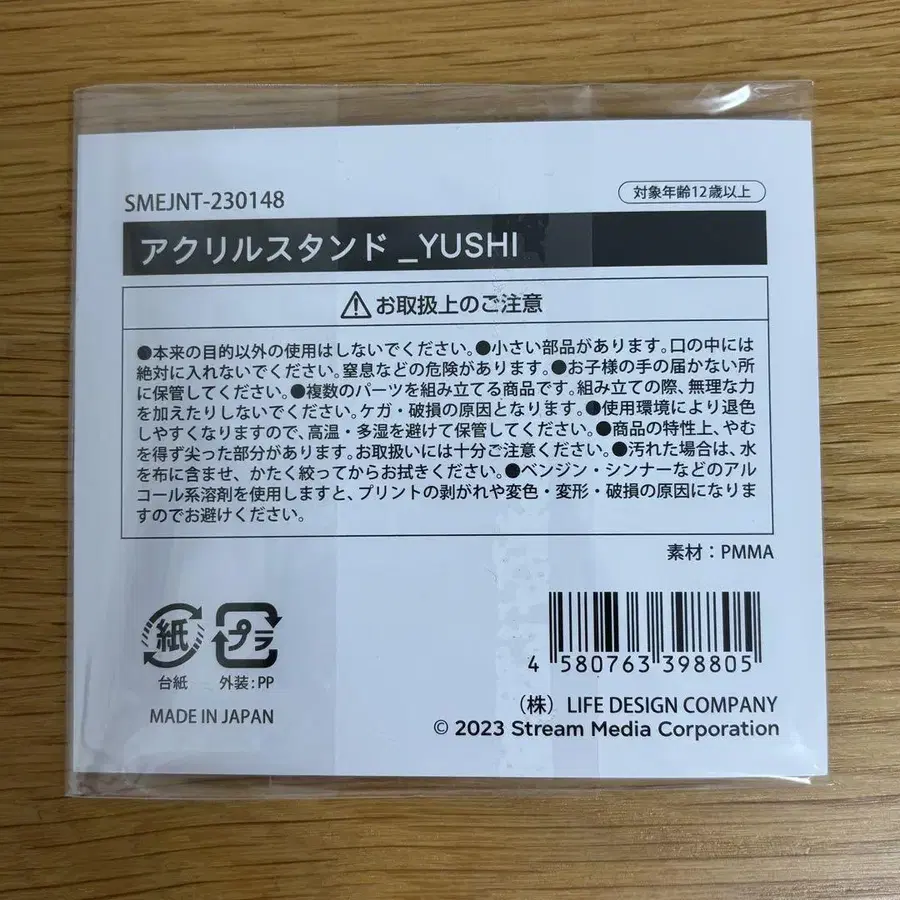 SMEJNT-230148
対象年齢12歳以上
アクリルスタンド _YUSHI
お取扱上のご注意
●本来の目的以外の使用はしないでください。●小さい部品があります。口の中には
絶対に入れないでください。窒息などの危険があります。●お子様の手の届かない所
に保管してください。●複数のパーツを組み立てる商品です。組み立ての際、無理な力
を加えたりしないでください。ケガ・破損の原因となります。●使用環境により退色
しやすくなりますので、高温・多湿を避けて保管してください。●商品の特性上、やむ
を得ず尖った部分があります。お取扱いには十分ご注意ください。●汚れた場合は、水
を布に含ませ、かたく絞ってからお拭きください。●ベンジン・シンナーなどのアル
コール系溶剤を使用しますと、プリントの剥がれや変色・変形・破損の原因になりま
すのでお避けください。
素材：PMMA
紙 プラ
台紙 外装：PP
MADE IN JAPAN
4 580763 398805
（株） LIFE DESIGN COMPANY
© 2023 Stream Media Corporation